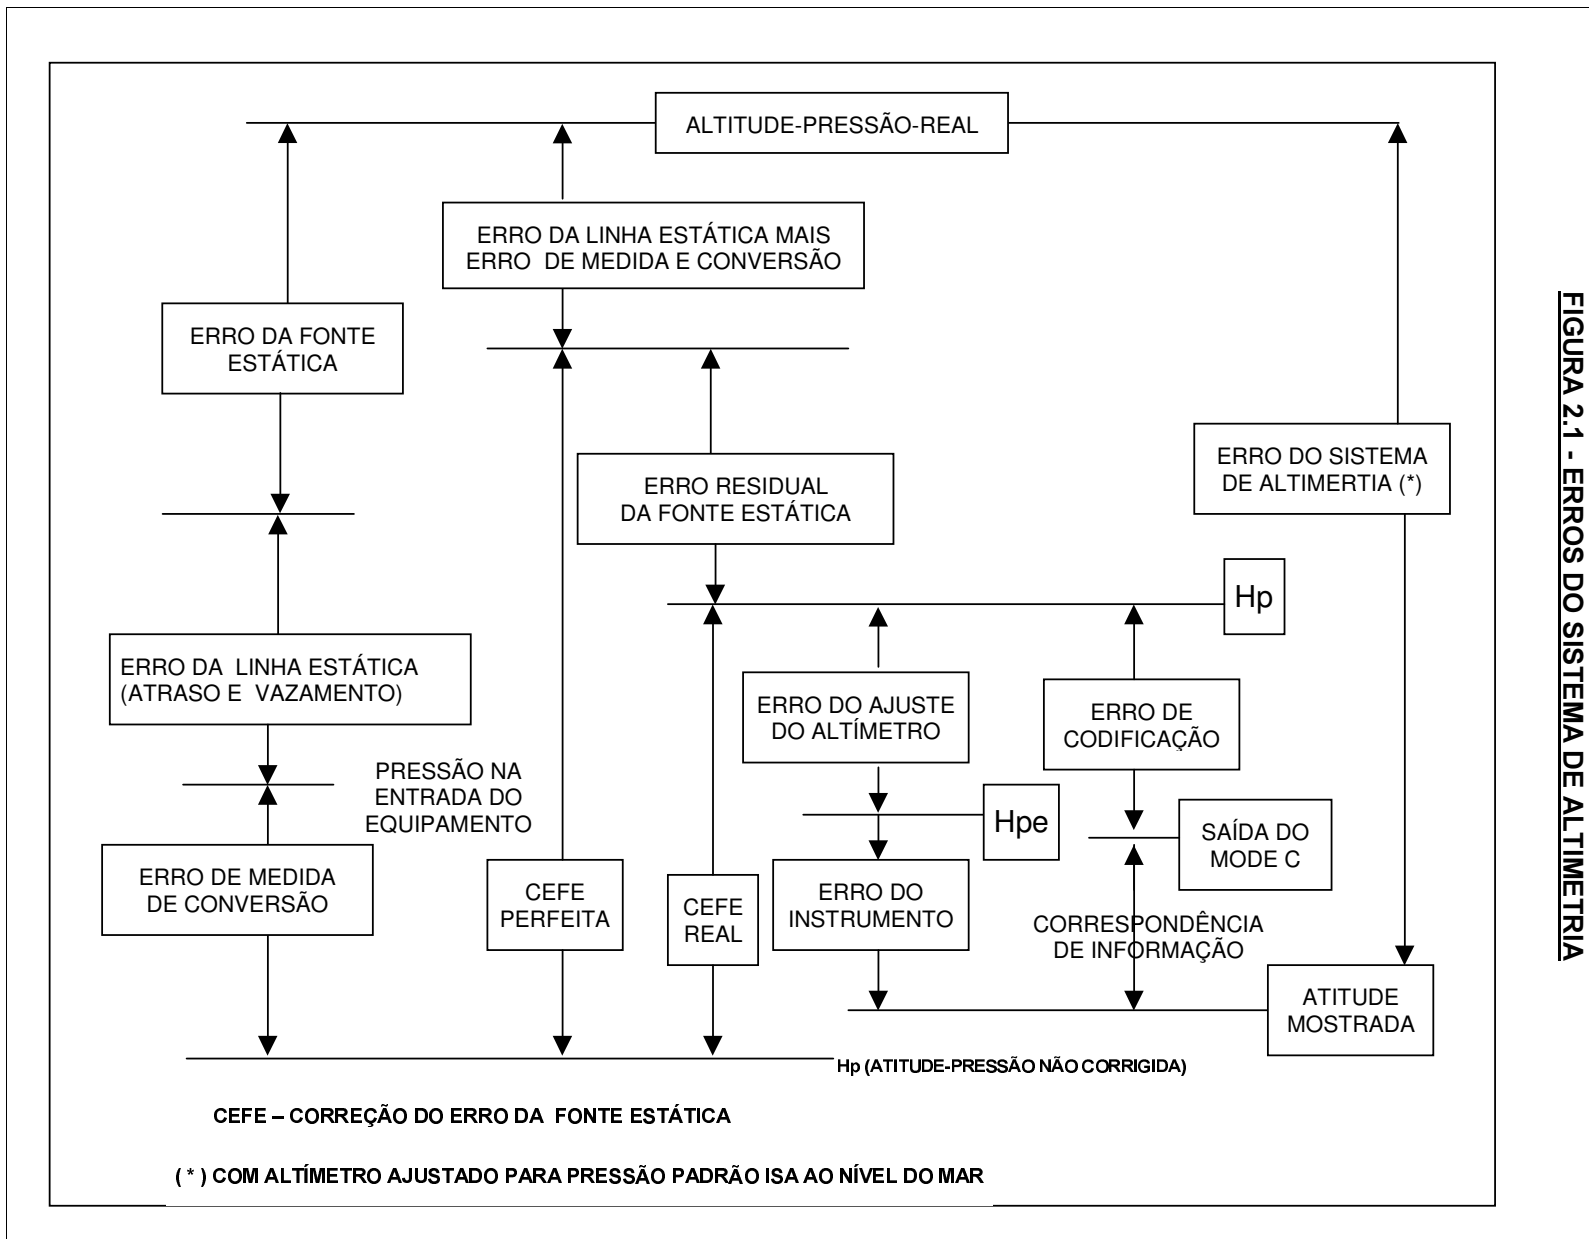 ALTITUDE-PRESSÃO-REAL
ERRO DA LINHA ESTÁTICA MAIS
ERRO DE MEDIDA E CONVERSÃO
ERRO DA FONTE
ESTÁTICA
ERRO DO SISTEMA
DE ALTIMERTIA (*)
ERRO RESIDUAL
DA FONTE ESTÁTICA
Hp
ERRO DA LINHA ESTÁTICA
(ATRASO E VAZAMENTO)
ERRO DO AJUSTE
DO ALTÍMETRO
ERRO DE
CODIFICAÇÃO
PRESSÃO NA
ENTRADA DO
EQUIPAMENTO
Hpe
SAÍDA DO
MODE C
ERRO DE MEDIDA
DE CONVERSÃO
CEFE
PERFEITA
CEFE
REAL
ERRO DO
INSTRUMENTO
CORRESPONDÊNCIA
DE INFORMAÇÃO
ATITUDE
MOSTRADA
Hp (ATITUDE-PRESSÃO NÃO CORRIGIDA)
CEFE – CORREÇÃO DO ERRO DA FONTE ESTÁTICA
( * ) COM ALTÍMETRO AJUSTADO PARA PRESSÃO PADRÃO ISA AO NÍVEL DO MAR
FIGURA 2.1 - ERROS DO SISTEMA DE ALTIMETRIA